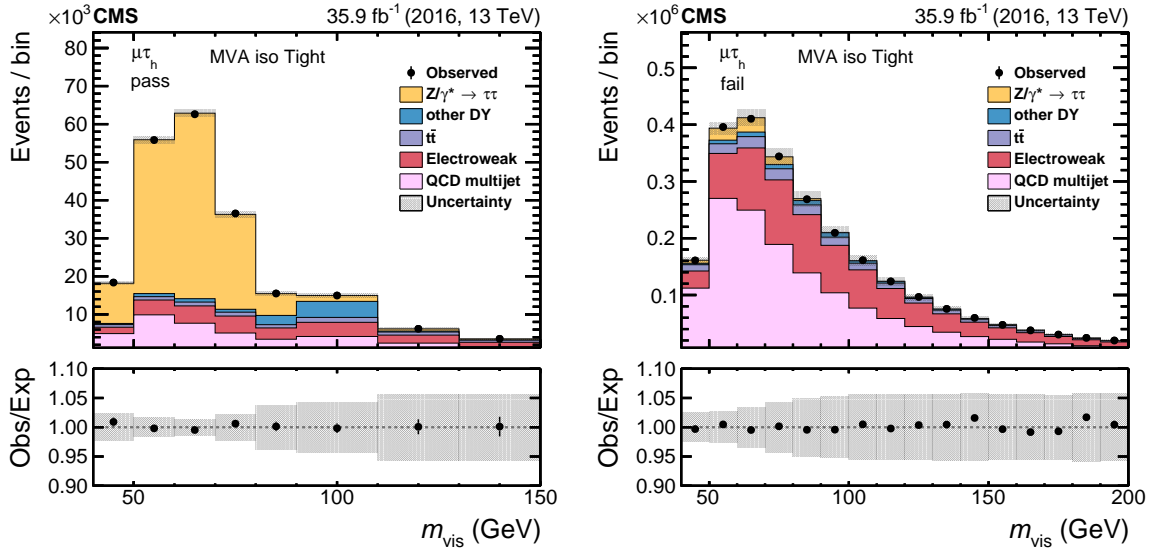 ×10³ CMS 35.9 fb⁻¹ (2016, 13 TeV)
Events / bin
80
70
60
50
40
30
20
10
μτh
pass
MVA iso Tight
Observed
Z/γ* → ττ
other DY
tt̄
Electroweak
QCD multijet
Uncertainty
Obs/Exp
1.10
1.05
1.00
0.95
0.90
50 100 150
m_vis (GeV)
×10⁶ CMS 35.9 fb⁻¹ (2016, 13 TeV)
Events / bin
0.5
0.4
0.3
0.2
0.1
μτh
fail
MVA iso Tight
Observed
Z/γ* → ττ
other DY
tt̄
Electroweak
QCD multijet
Uncertainty
Obs/Exp
1.10
1.05
1.00
0.95
0.90
50 100 150 200
m_vis (GeV)